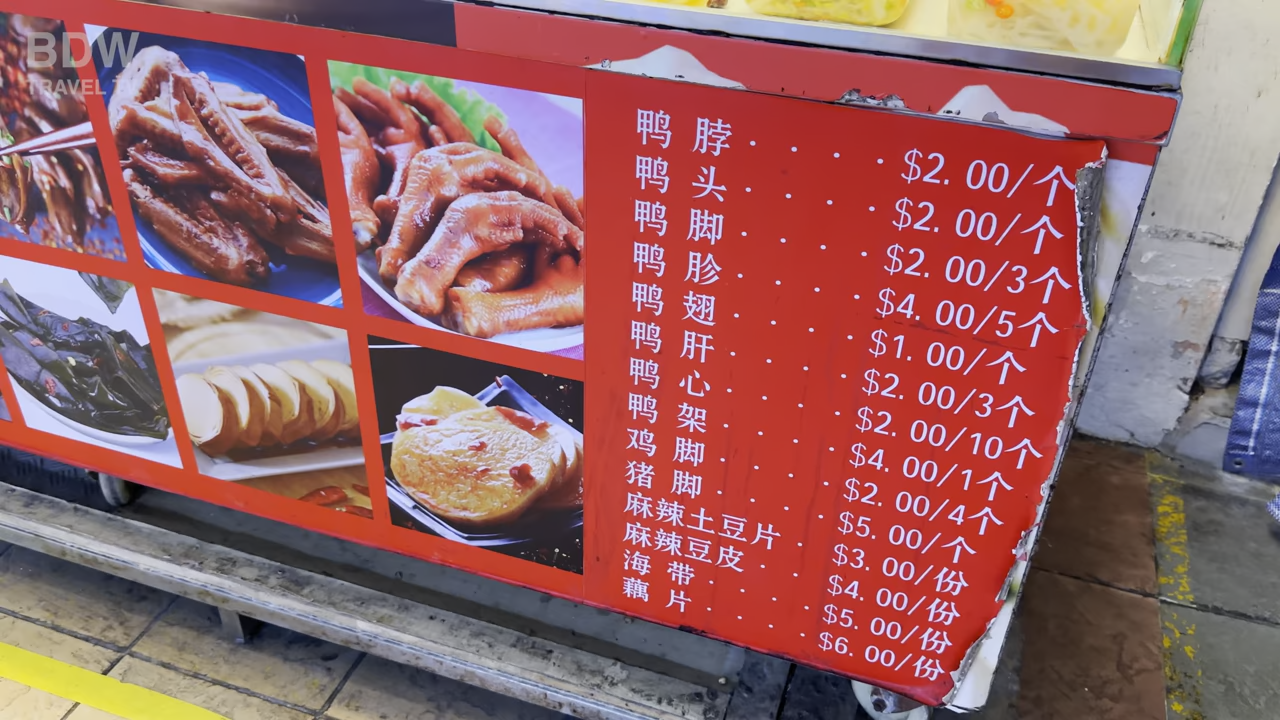 BDW
TRAVEL TV
鸭 脖 . . . . $2. 00/个
鸭 头 . . . . $2. 00/个
鸭 脚 . . . . $2. 00/3个
鸭 胗 . . . . $4. 00/5个
鸭 翅 . . . . $1. 00/个
鸭 肝 . . . . $2. 00/3个
鸭 心 . . . . $2. 00/10个
鸭 架 . . . . $4. 00/1个
鸡 脚 . . . . $2. 00/4个
猪 脚 . . . . $5. 00/个
麻辣土豆片 . . $3. 00/份
麻辣豆皮 . . $4. 00/份
海 带 . . . . $5. 00/份
藕 片 . . . . $6. 00/份